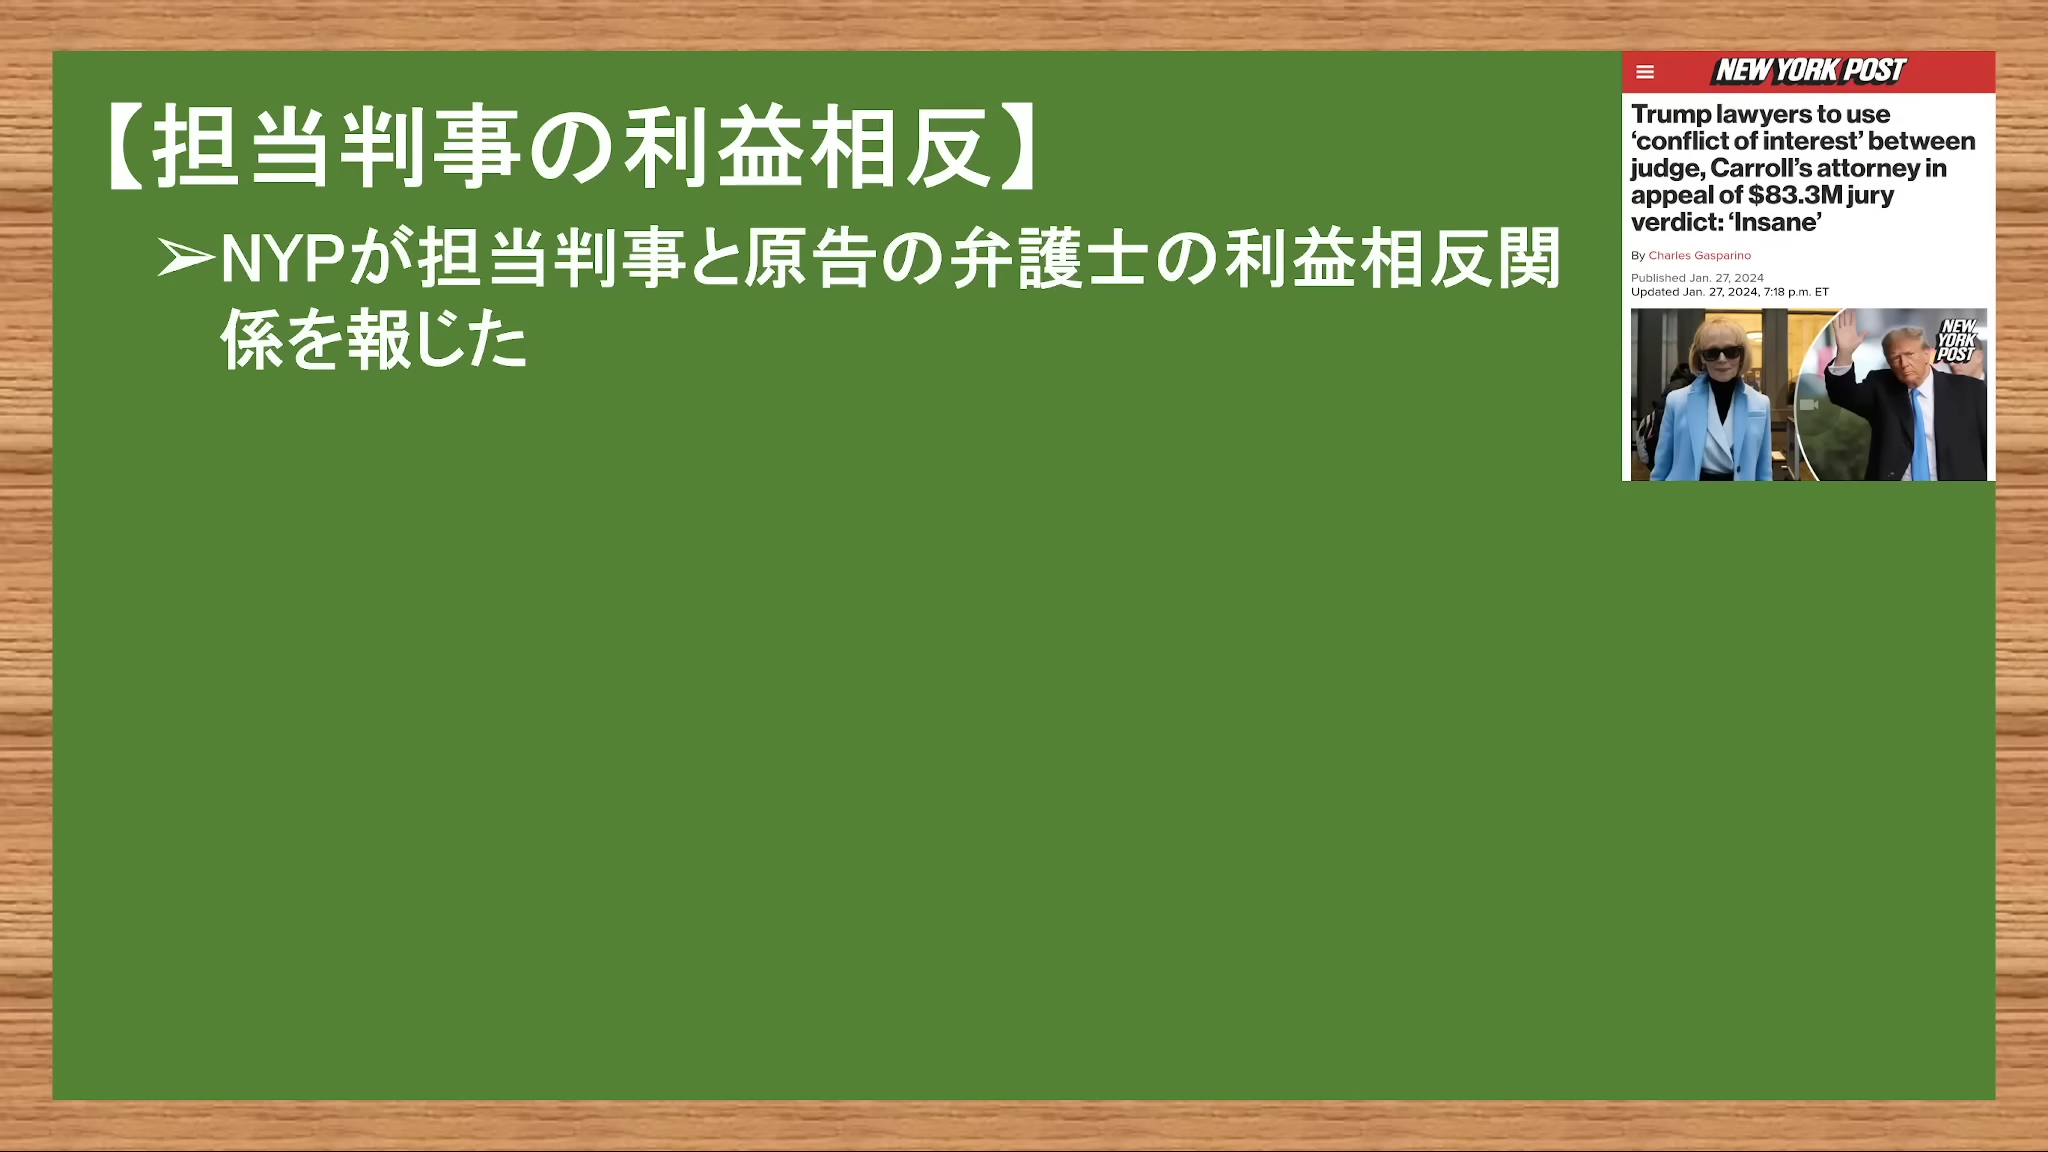 【担当判事の利益相反】
➢NYPが担当判事と原告の弁護士の利益相反関
係を報じた
NEW YORK POST
Trump lawyers to use
‘conflict of interest’ between
judge, Carroll’s attorney in
appeal of $83.3M jury
verdict: ‘Insane’
By Charles Gasparino
Published Jan. 27, 2024
Updated Jan. 27, 2024, 7:18 p.m. ET
NEW
YORK
POST